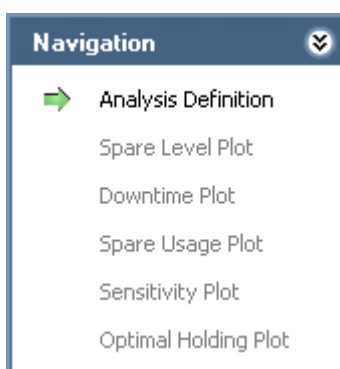 Navigation
Analysis Definition
Spare Level Plot
Downtime Plot
Spare Usage Plot
Sensitivity Plot
Optimal Holding Plot